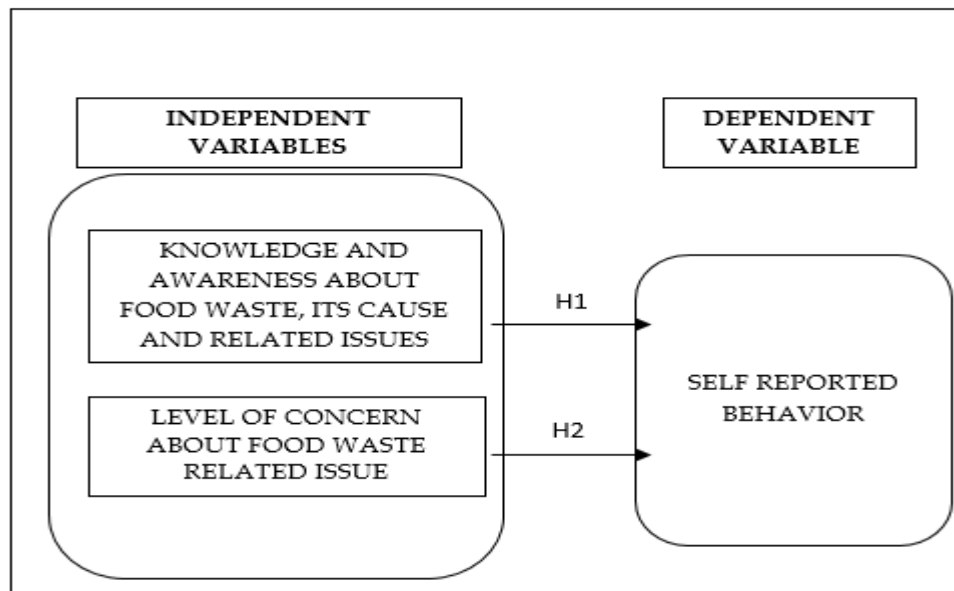 INDEPENDENT
VARIABLES
DEPENDENT
VARIABLE
KNOWLEDGE AND
AWARENESS ABOUT
FOOD WASTE, ITS CAUSE
AND RELATED ISSUES
H1
SELF REPORTED
BEHAVIOR
LEVEL OF CONCERN
ABOUT FOOD WASTE
RELATED ISSUE
H2